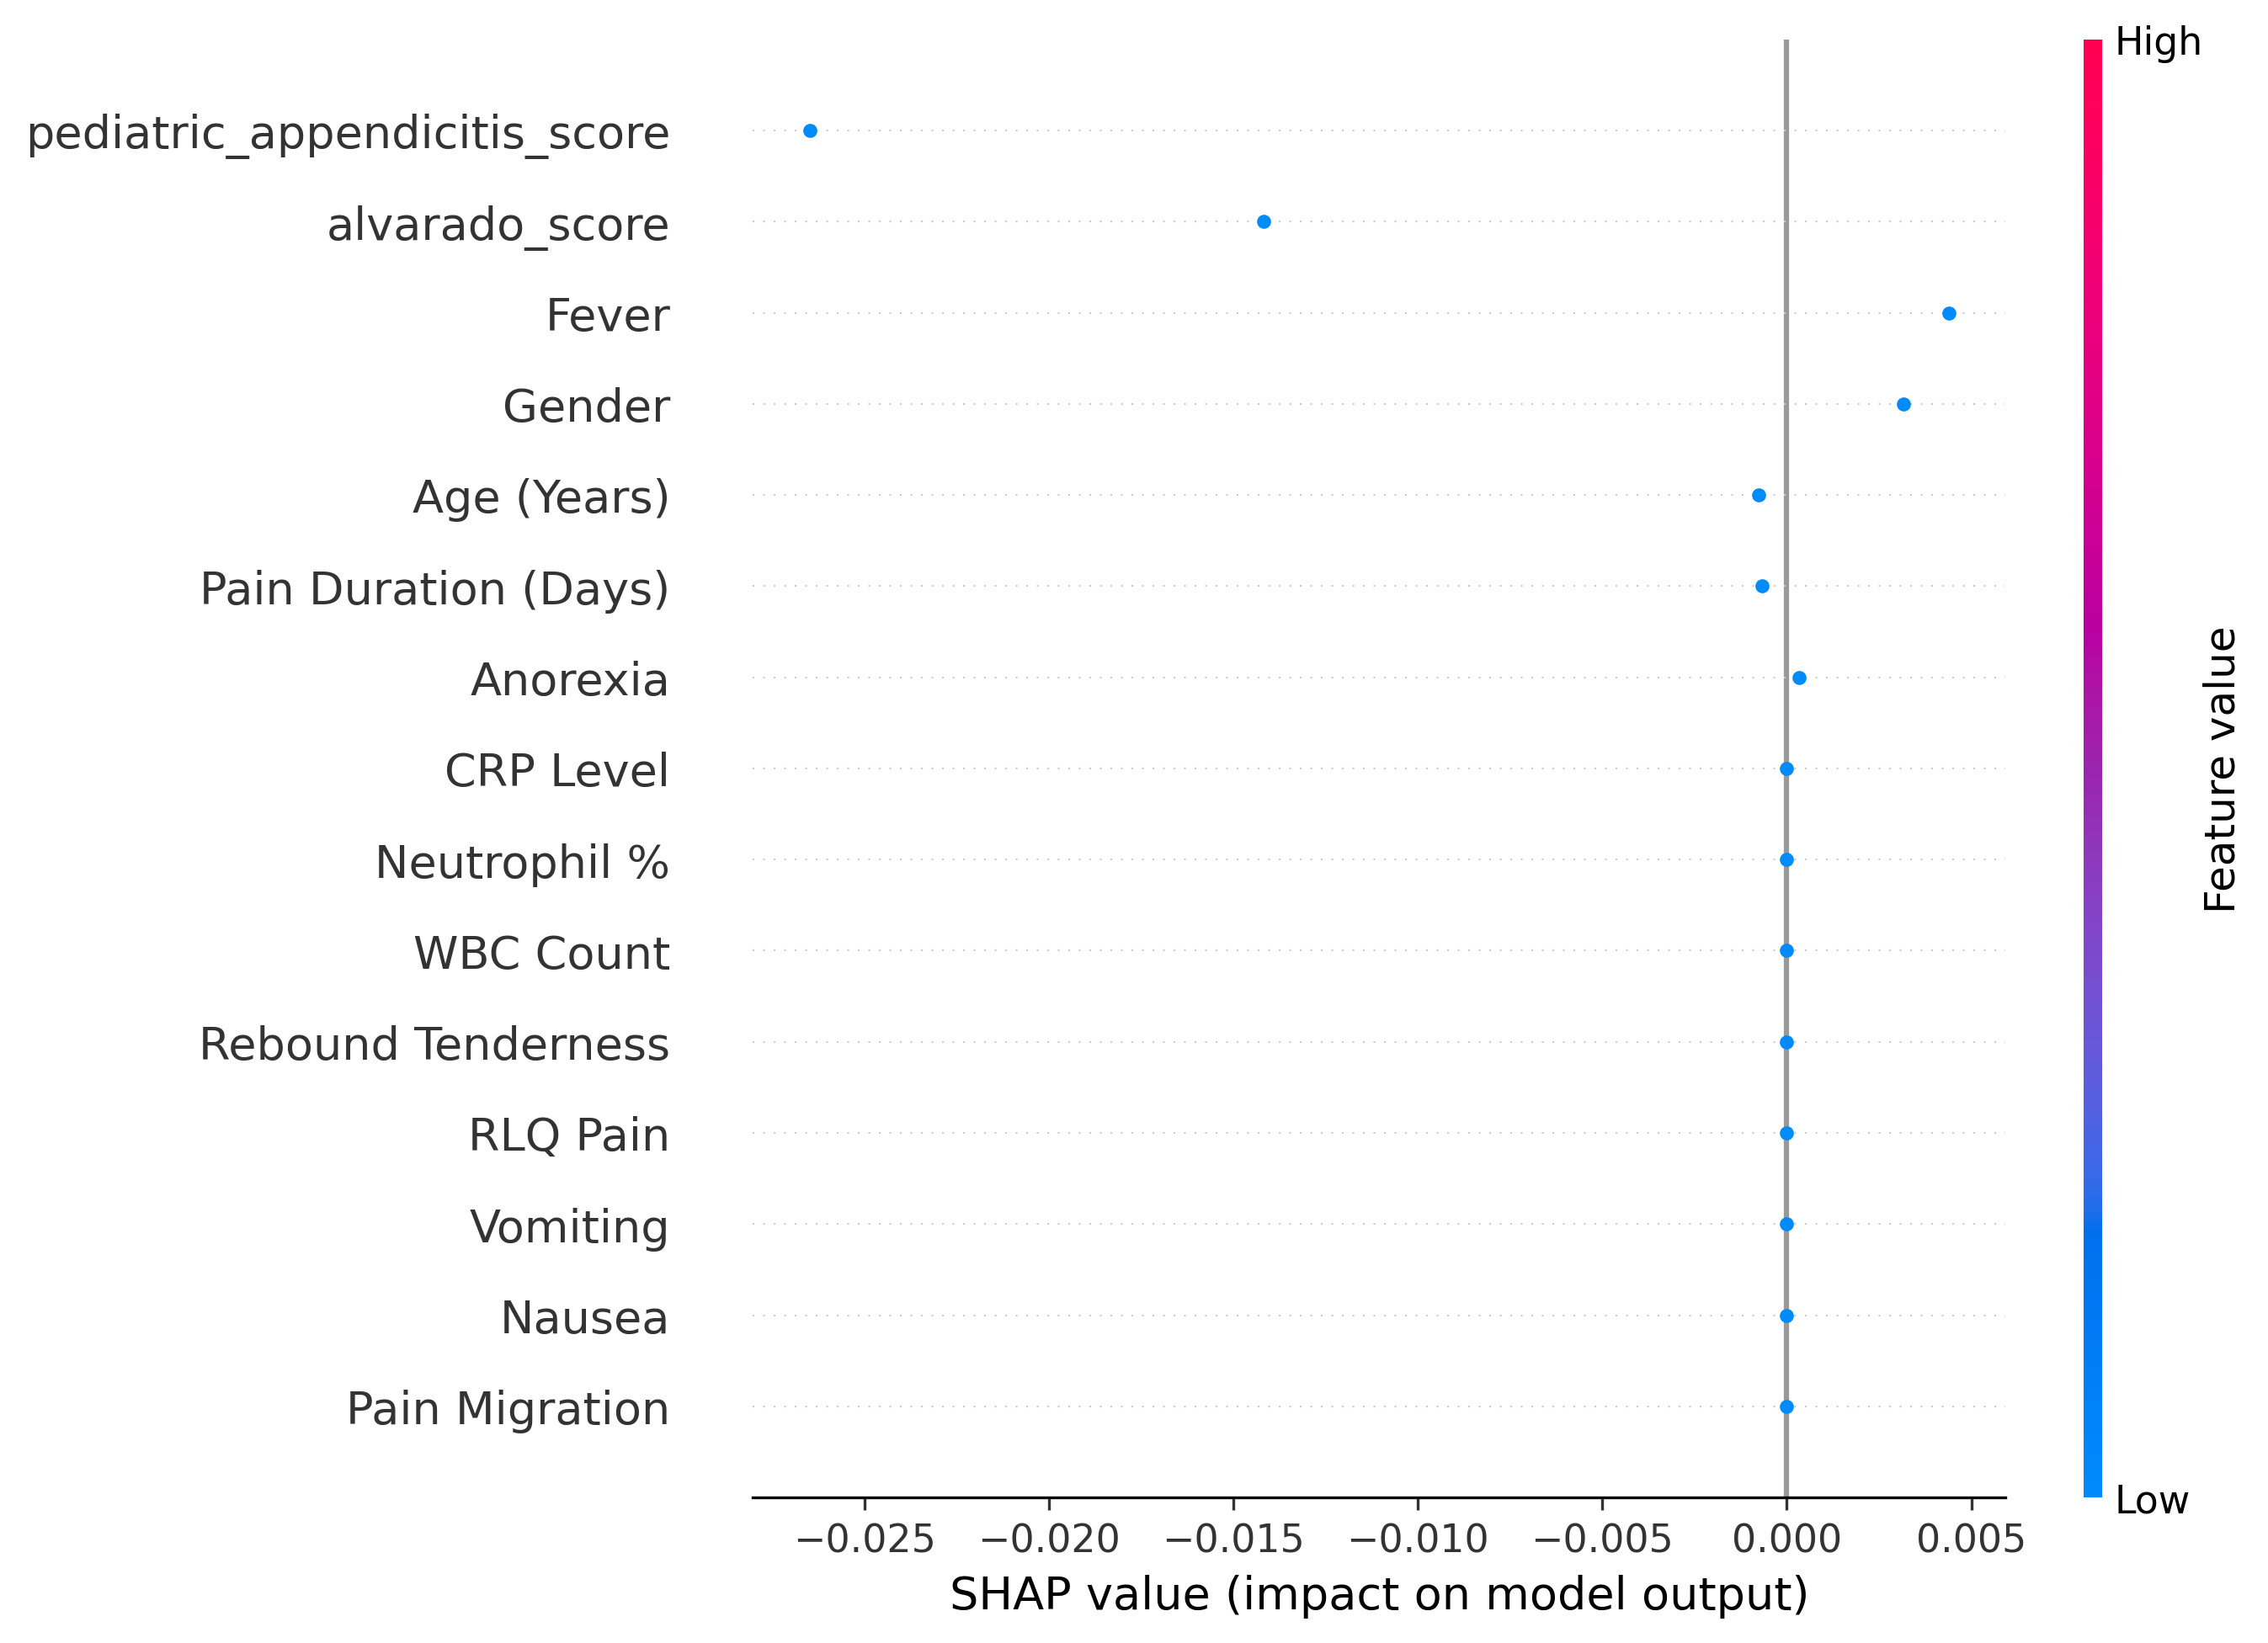 High
pediatric_appendicitis_score
alvarado_score
Fever
Gender
Age (Years)
Pain Duration (Days)
Anorexia
CRP Level
Neutrophil %
WBC Count
Rebound Tenderness
RLQ Pain
Vomiting
Nausea
Pain Migration
Feature value
Low
−0.025 −0.020 −0.015 −0.010 −0.005 0.000 0.005
SHAP value (impact on model output)